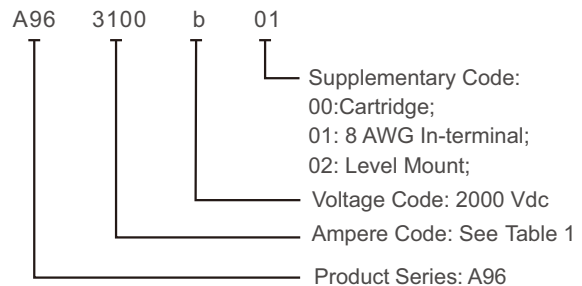 A96 3100 b 01
Supplementary Code:
00:Cartridge;
01: 8 AWG In-terminal;
02: Level Mount;
Voltage Code: 2000 Vdc
Ampere Code: See Table 1
Product Series: A96